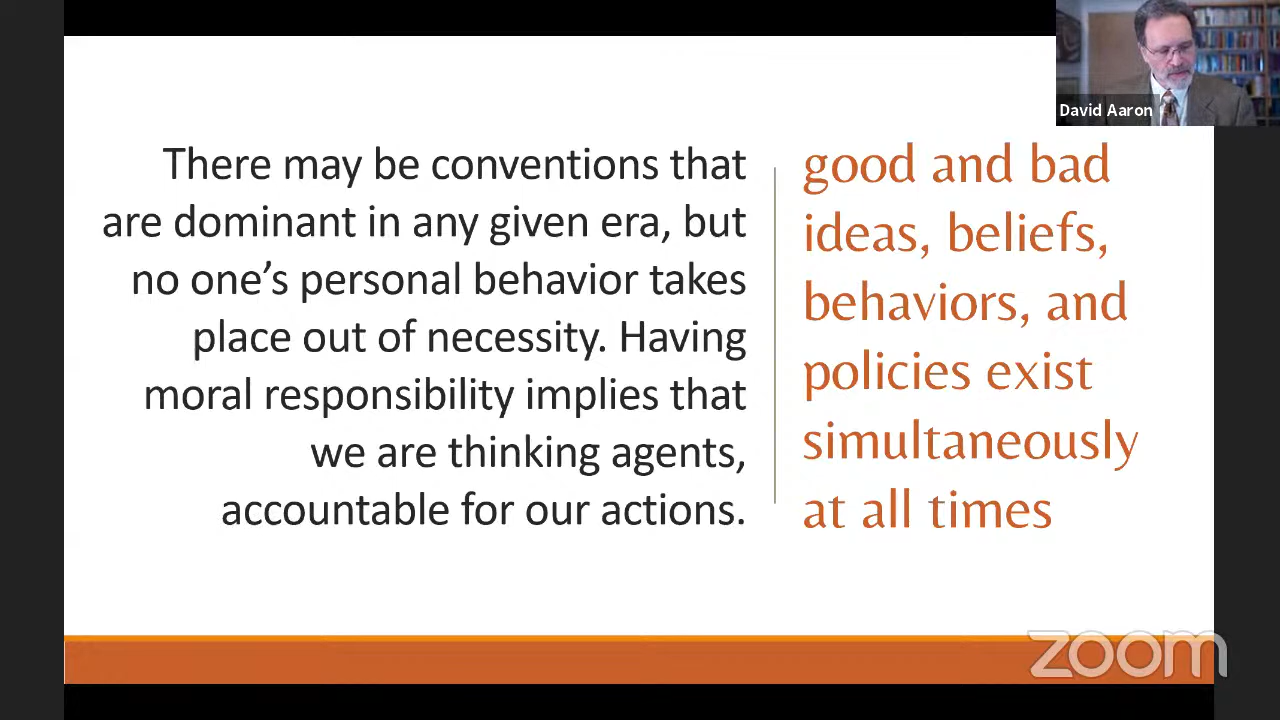 There may be conventions that
are dominant in any given era, but
no one’s personal behavior takes
place out of necessity. Having
moral responsibility implies that
we are thinking agents,
accountable for our actions.
good and bad
ideas, beliefs,
behaviors, and
policies exist
simultaneously
at all times
David Aaron
zoom